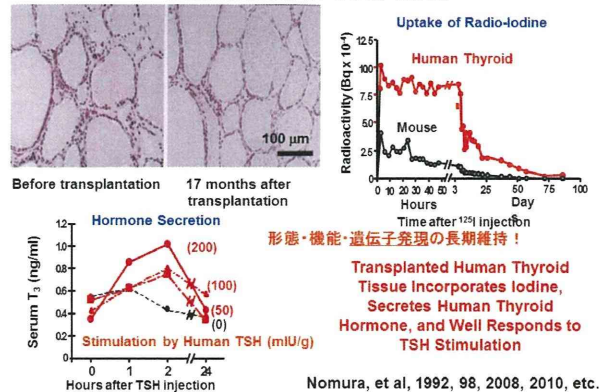 Uptake of Radio-Iodine
Radioactivity (Bq x 10⁻⁴)
12.5
10
7.5
5.0
2.5
0
Human Thyroid
Mouse
0 10 20 30 40 50 3 25 50 75 100
Hours
Day
s
Time after ¹²⁵I injection
100 μm
Before transplantation
17 months after
transplantation
Hormone Secretion
Serum T₃ (ng/ml)
1.2
1.0
0.8
0.6
0.4
0.2
0
(200)
(100)
(50)
(0)
Stimulation by Human TSH (mIU/g)
0 1 2 24
Hours after TSH injection
形態・機能・遺伝子発現の長期維持！
Transplanted Human Thyroid
Tissue Incorporates Iodine,
Secretes Human Thyroid
Hormone, and Well Responds to
TSH Stimulation
Nomura, et al, 1992, 98, 2008, 2010, etc.